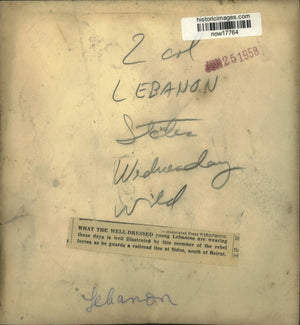 historicimages.com
now17764
JUN 25 1958
2 col
LEBANON
States
Wednesday
Wild
WHAT THE WELL-DRESSED young Lebanese are wearing
these days is well illustrated by this member of the rebel
forces as he guards a railroad line at Sidon, south of Beirut.
Lebanon